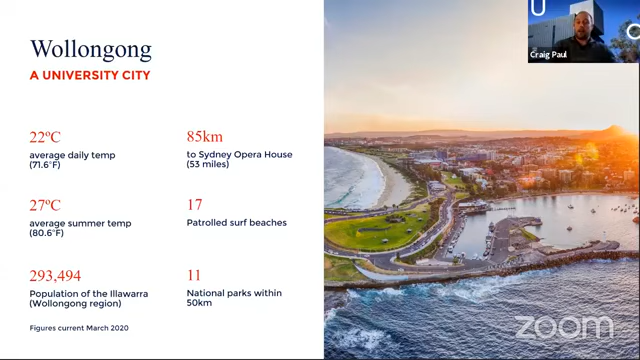 Wollongong
A UNIVERSITY CITY
22°C
average daily temp
(71.6°F)
85km
to Sydney Opera House
(53 miles)
27°C
average summer temp
(80.6°F)
17
Patrolled surf beaches
293,494
Population of the Illawarra
(Wollongong region)
11
National parks within
50km
Figures current March 2020
U
O
Craig Paul
zoom